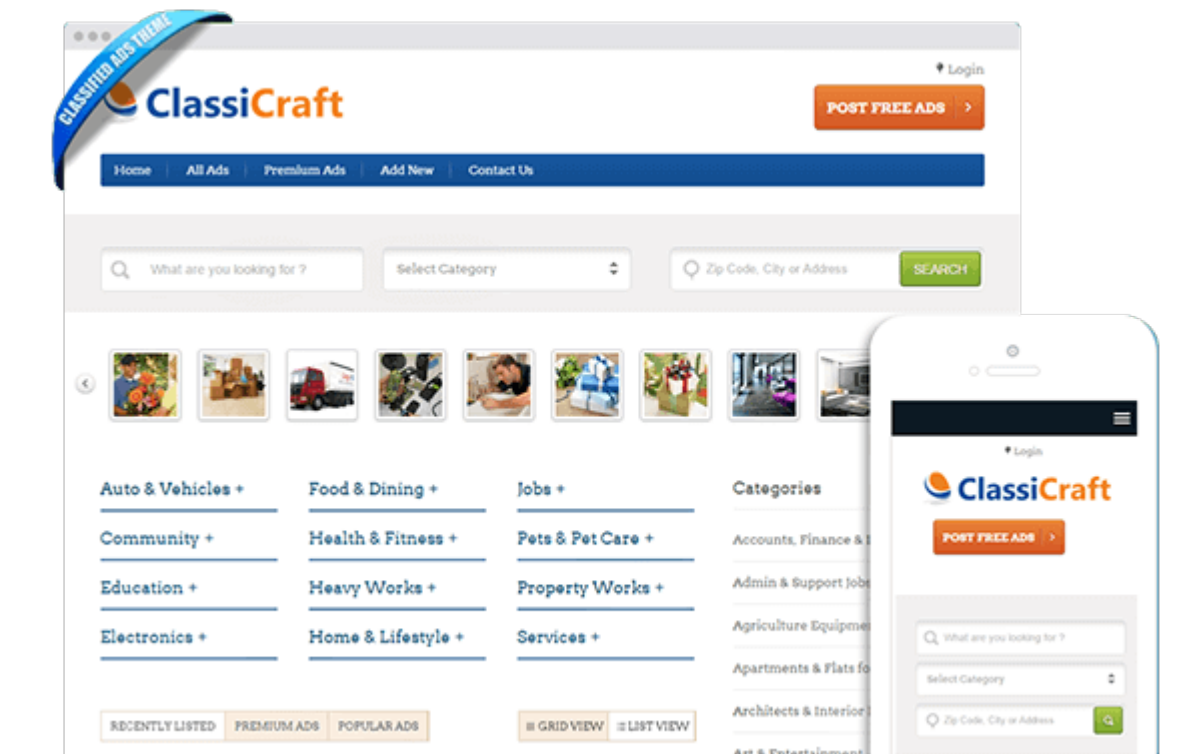 CLASSIFIED ADS THEME
Login
ClassiCraft
POST FREE ADS
Home All Ads Premium Ads Add New Contact Us
What are you looking for ? Select Category Zip Code, City or Address SEARCH
Auto & Vehicles + Food & Dining + Jobs + Categories
Community + Health & Fitness + Pets & Pet Care + Accounts, Finance &
Education + Heavy Works + Property Works + Admin & Support Jobs
Electronics + Home & Lifestyle + Services + Agriculture
Apartments & Flats
Architects & Interior
RECENTLY LISTED PREMIUM ADS POPULAR ADS GRID VIEW LIST VIEW
Login
ClassiCraft
POST FREE ADS
What are you looking for ?
Select Category
Zip Code, City or Address